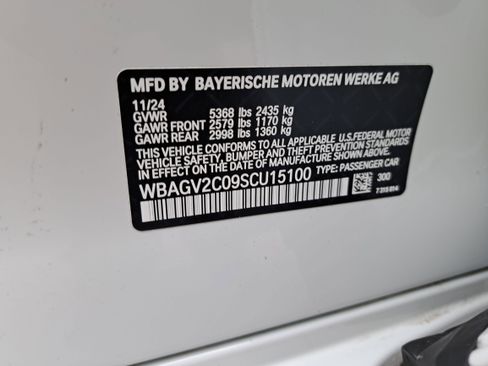 MFD BY BAYERISCHE MOTOREN WERKE AG
11/24
GVWR 5368 lbs 2435 kg
GAWR FRONT 2579 lbs 1170 kg
GAWR REAR 2998 lbs 1360 kg
THIS VEHICLE CONFORMS TO ALL APPLICABLE U.S. FEDERAL MOTOR
VEHICLE SAFETY, BUMPER, AND THEFT PREVENTION
STANDARDS IN EFFECT ON THE DATE OF MANUFACTURE SHOWN ABOVE.
WBAGV2C09SCU15100 TYPE: PASSENGER CAR
300